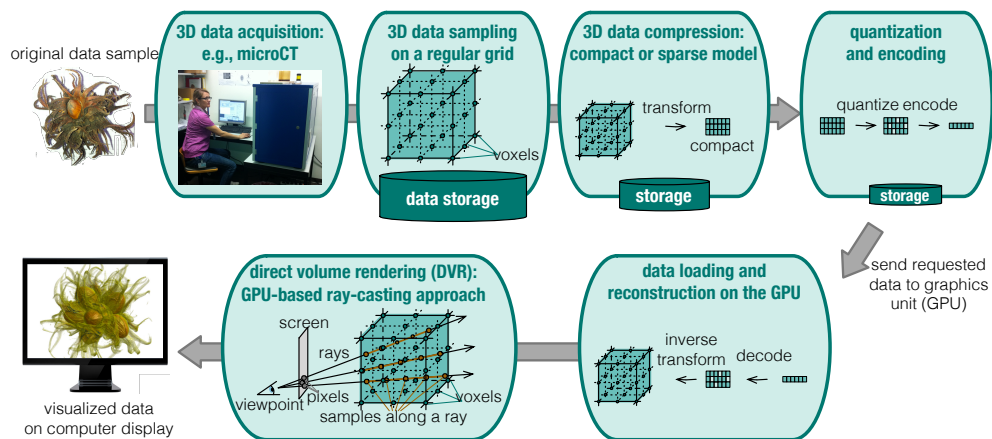 original data sample
3D data acquisition:
e.g., microCT
3D data sampling
on a regular grid
voxels
data storage
3D data compression:
compact or sparse model
transform
compact
storage
quantization
and encoding
quantize encode
storage
send requested
data to graphics
unit (GPU)
data loading and
reconstruction on the GPU
inverse
transform
decode
direct volume rendering (DVR):
GPU-based ray-casting approach
screen
rays
viewpoint
pixels
voxels
samples along a ray
visualized data
on computer display